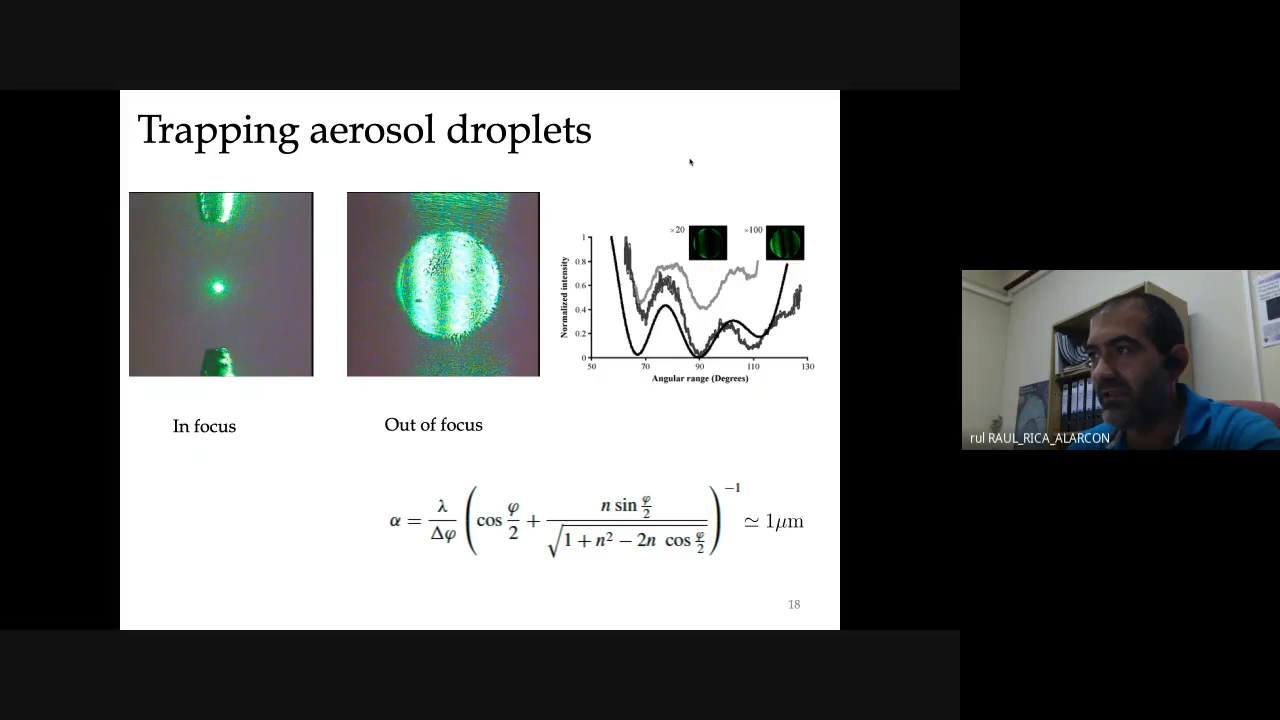 Trapping aerosol droplets
×20
×100
Normalized intensity
1
0.8
0.6
0.4
0.2
0
50 70 90 110 130
Angular range (Degrees)
In focus
Out of focus
α = λ/Δφ (cos φ/2 + n sin φ/2 / √(1 + n² − 2n cos φ/2))⁻¹ ≃ 1μm
18
rul RAUL_RICA_ALARCON